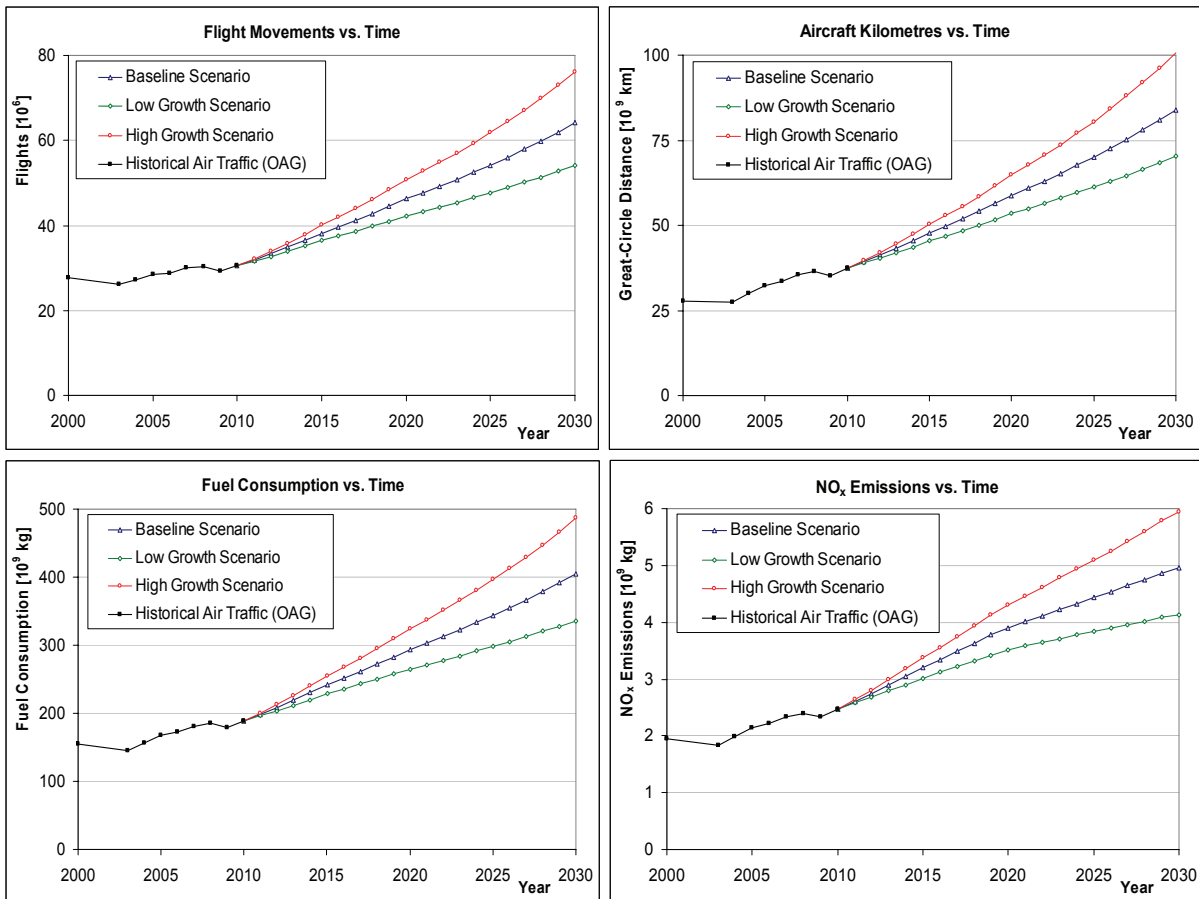 Flight Movements vs. Time
Flights [10⁶]
80
60
40
20
0
Baseline Scenario
Low Growth Scenario
High Growth Scenario
Historical Air Traffic (OAG)
2000 2005 2010 2015 2020 2025 2030
Year
Aircraft Kilometres vs. Time
Great-Circle Distance [10⁹ km]
100
75
50
25
0
Baseline Scenario
Low Growth Scenario
High Growth Scenario
Historical Air Traffic (OAG)
2000 2005 2010 2015 2020 2025 2030
Year
Fuel Consumption vs. Time
Fuel Consumption [10⁹ kg]
500
400
300
200
100
0
Baseline Scenario
Low Growth Scenario
High Growth Scenario
Historical Air Traffic (OAG)
2000 2005 2010 2015 2020 2025 2030
Year
NOₓ Emissions vs. Time
NOₓ Emissions [10⁹ kg]
6
5
4
3
2
1
0
Baseline Scenario
Low Growth Scenario
High Growth Scenario
Historical Air Traffic (OAG)
2000 2005 2010 2015 2020 2025 2030
Year